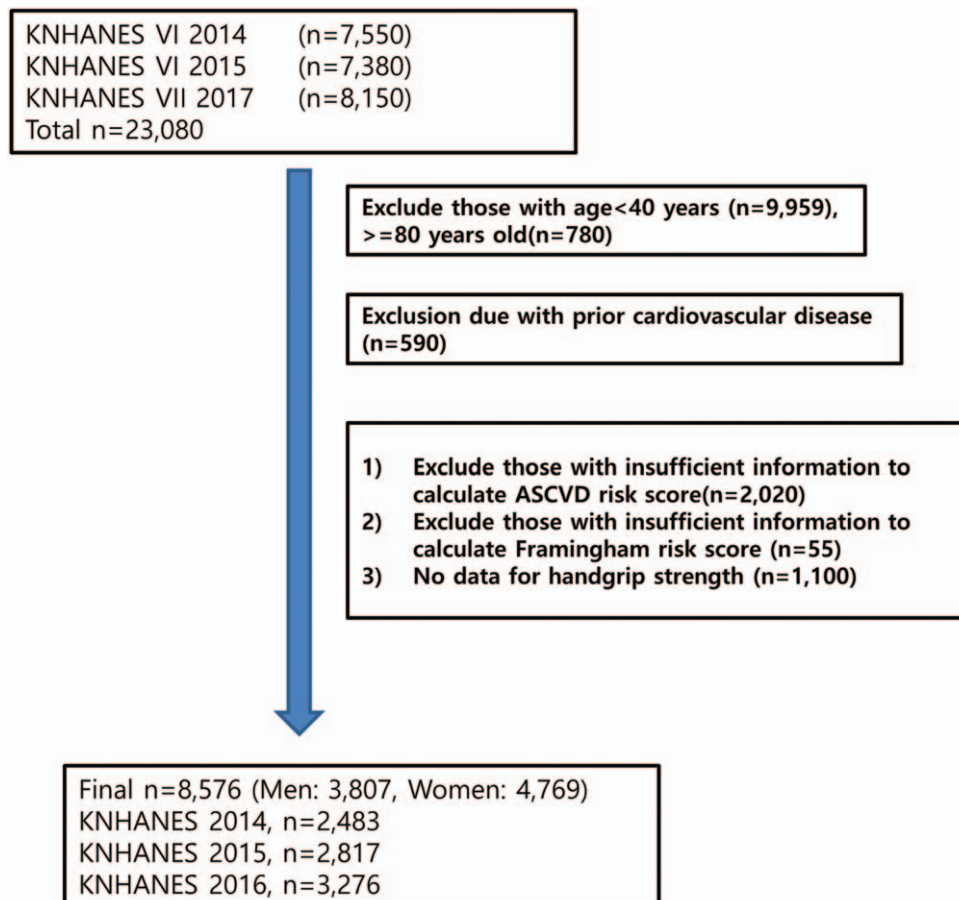 KNHANES VI 2014 (n=7,550)
KNHANES VI 2015 (n=7,380)
KNHANES VII 2017 (n=8,150)
Total n=23,080
Exclude those with age<40 years (n=9,959),
>=80 years old(n=780)
Exclusion due with prior cardiovascular disease
(n=590)
1) Exclude those with insufficient information to
calculate ASCVD risk score(n=2,020)
2) Exclude those with insufficient information to
calculate Framingham risk score (n=55)
3) No data for handgrip strength (n=1,100)
Final n=8,576 (Men: 3,807, Women: 4,769)
KNHANES 2014, n=2,483
KNHANES 2015, n=2,817
KNHANES 2016, n=3,276